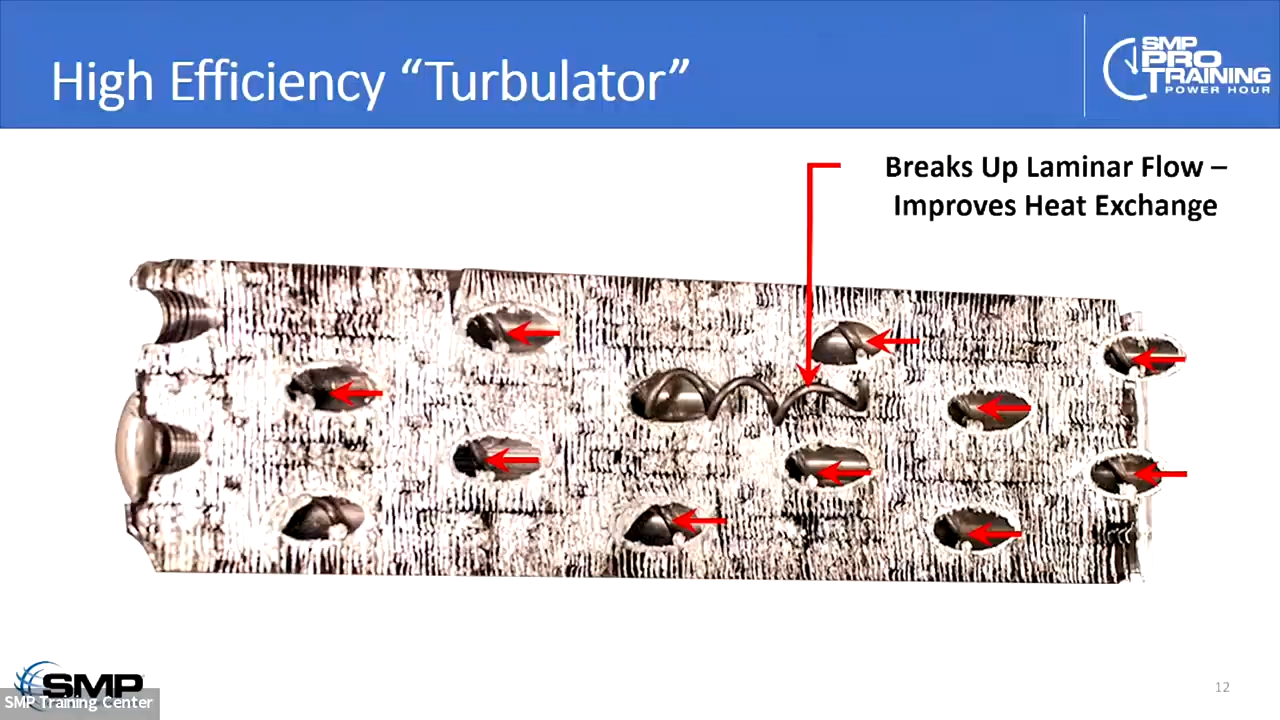 High Efficiency “Turbulator”
SMP
PRO
TRAINING
POWER HOUR
Breaks Up Laminar Flow –
Improves Heat Exchange
SMP
SMP Training Center
12